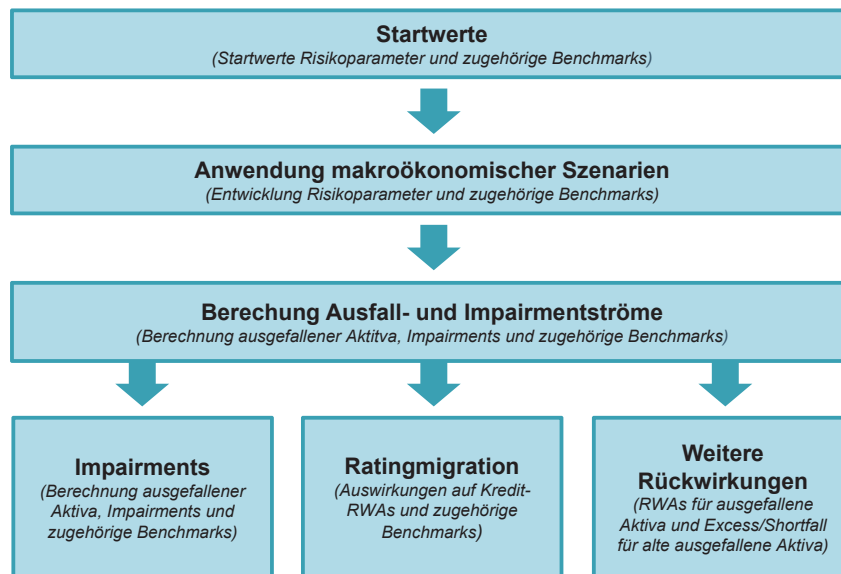 Startwerte
(Startwerte Risikoparameter und zugehörige Benchmarks)
Anwendung makroökonomischer Szenarien
(Entwicklung Risikoparameter und zugehörige Benchmarks)
Berechung Ausfall- und Impairmentströme
(Berechnung ausgefallener Aktitva, Impairments und zugehörige Benchmarks)
Impairments
(Berechnung ausgefallener
Aktiva, Impairments und
zugehörige Benchmarks)
Ratingmigration
(Auswirkungen auf Kredit-
RWAs und zugehörige
Benchmarks)
Weitere
Rückwirkungen
(RWAs für ausgefallene
Aktiva und Excess/Shortfall
für alte ausgefallene Aktiva)